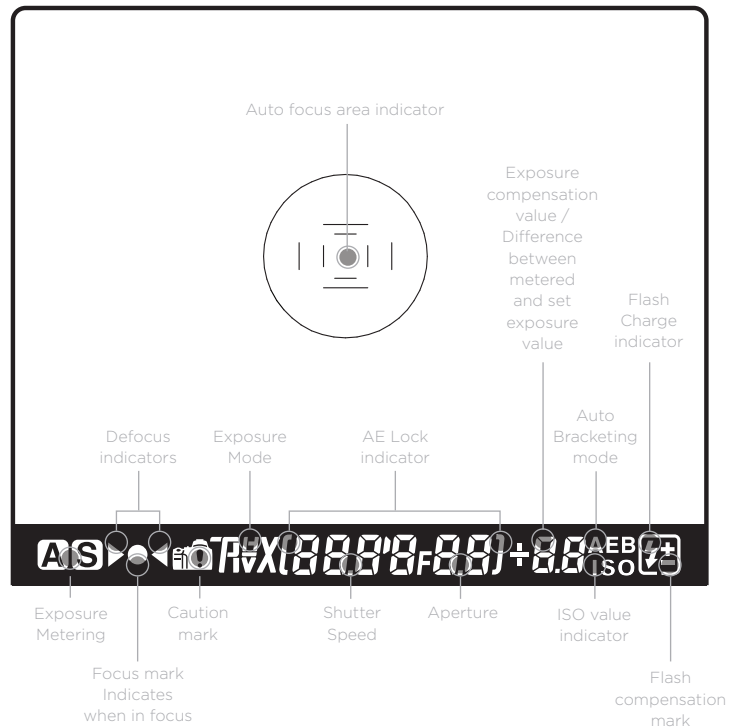 Auto focus area indicator
Exposure
compensation
value /
Difference
between
metered
and set
exposure
value
Flash
Charge
indicator
Auto
Bracketing
mode
Defocus
indicators
Exposure
Mode
AE Lock
indicator
AEB
ISO
Exposure
Metering
Caution
mark
Shutter
Speed
Aperture
ISO value
indicator
Focus mark
Indicates
when in focus
Flash
compensation
mark